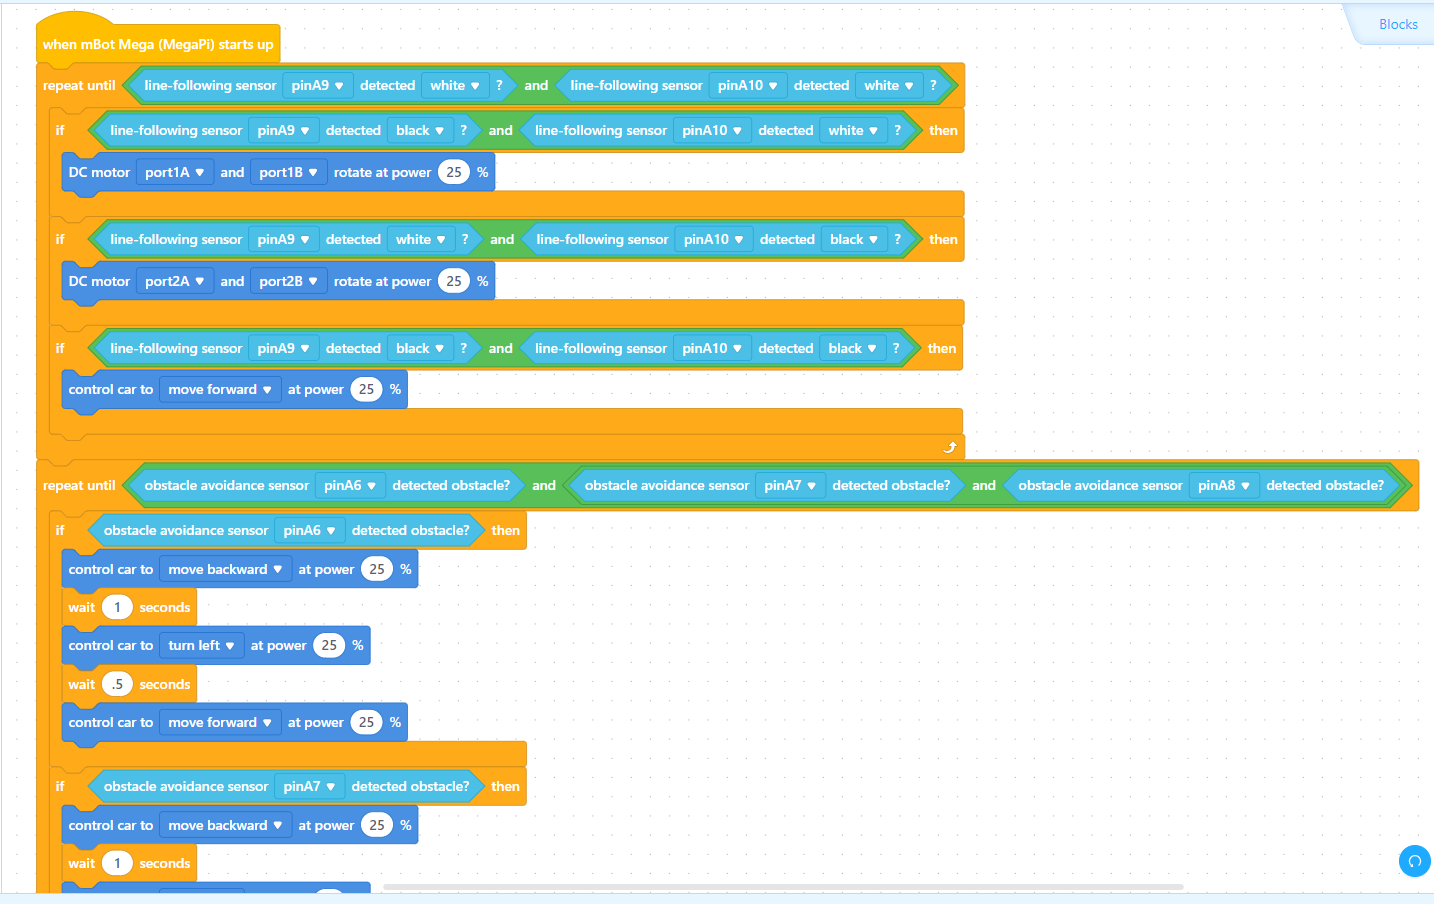 Blocks
when mBot Mega (MegaPi) starts up
repeat until line-following sensor pinA9 detected white ? and line-following sensor pinA10 detected white ?
if line-following sensor pinA9 detected black ? and line-following sensor pinA10 detected white ? then
DC motor port1A and port1B rotate at power 25 %
if line-following sensor pinA9 detected white ? and line-following sensor pinA10 detected black ? then
DC motor port2A and port2B rotate at power 25 %
if line-following sensor pinA9 detected black ? and line-following sensor pinA10 detected black ? then
control car to move forward at power 25 %
repeat until obstacle avoidance sensor pinA6 detected obstacle? and obstacle avoidance sensor pinA7 detected obstacle? and obstacle avoidance sensor pinA8 detected obstacle?
if obstacle avoidance sensor pinA6 detected obstacle? then
control car to move backward at power 25 %
wait 1 seconds
control car to turn left at power 25 %
wait .5 seconds
control car to move forward at power 25 %
if obstacle avoidance sensor pinA7 detected obstacle? then
control car to move backward at power 25 %
wait 1 seconds